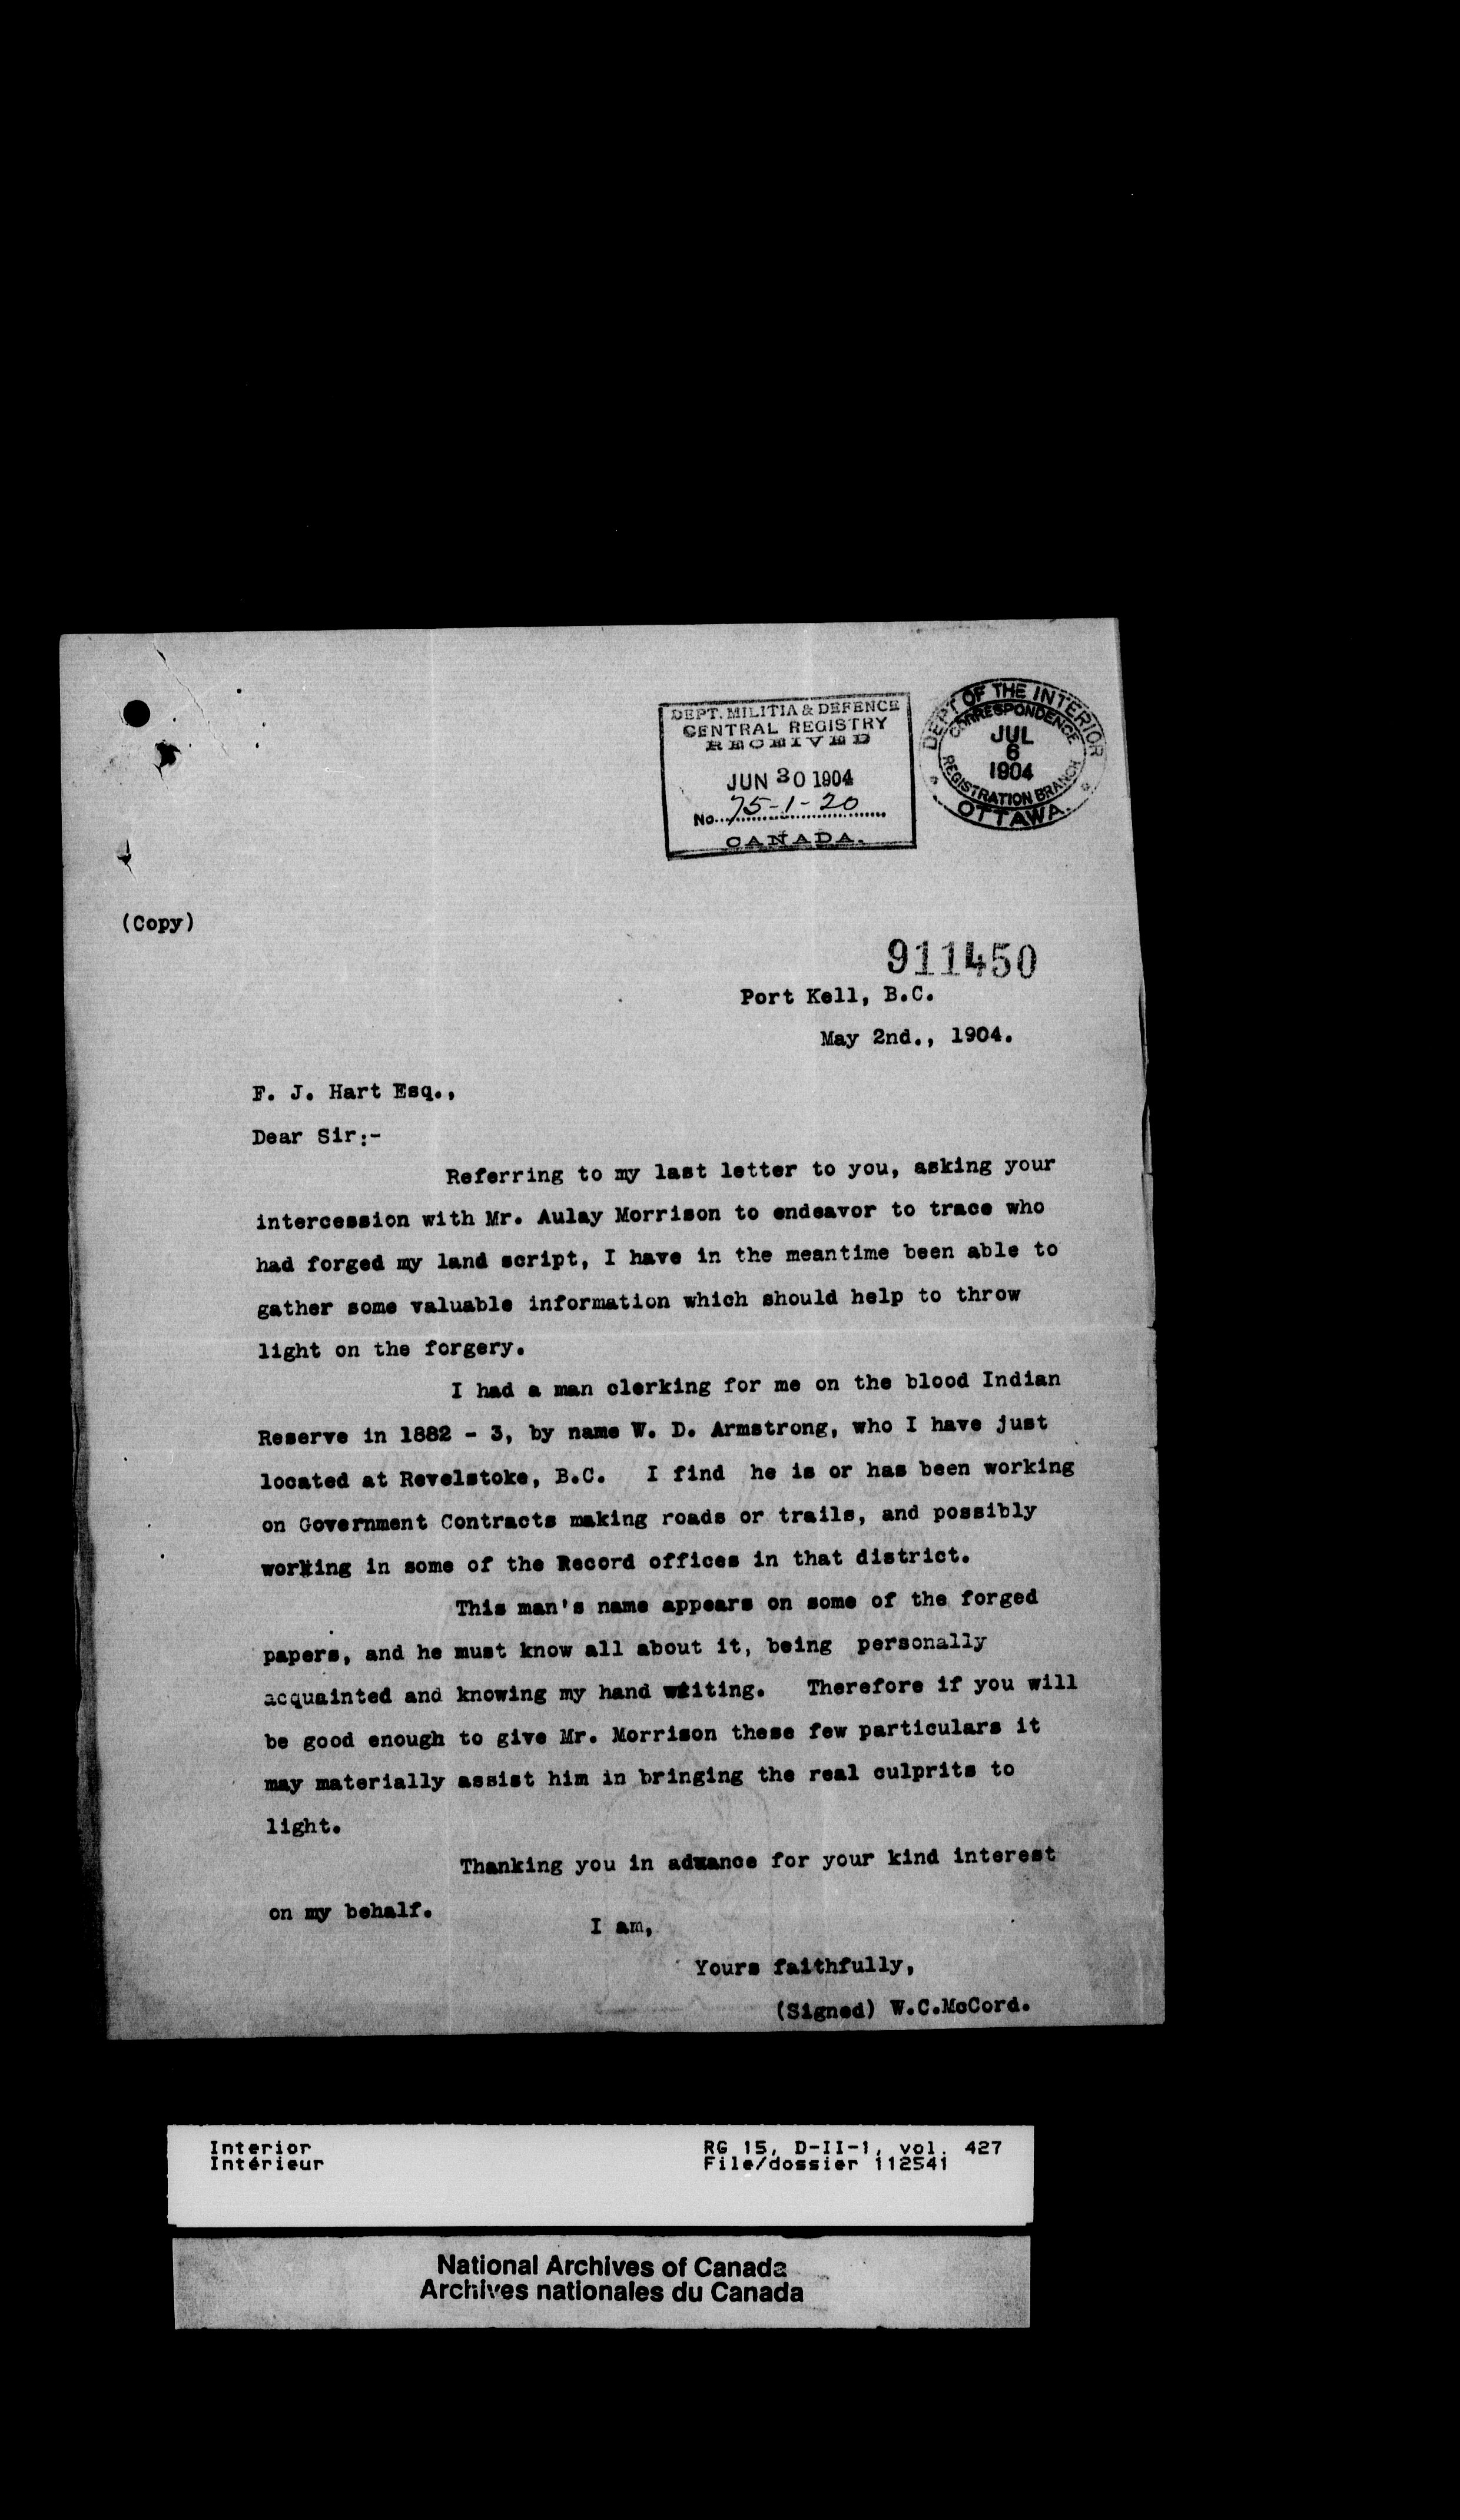 DEPT. MILITIA & DEFENCE
CENTRAL REGISTRY
RECEIVED
JUN 30 1904
No. 75-1-20
CANADA.
DEPT OF THE INTERIOR
CORRESPONDENCE
JUL
6
1904
REGISTRATION BRANCH
OTTAWA.
(Copy)
911450
Port Kell, B.C.
May 2nd., 1904.
F. J. Hart Esq.,
Dear Sir:-
Referring to my last letter to you, asking your
intercession with Mr. Aulay Morrison to endeavor to trace who
had forged my land script, I have in the meantime been able to
gather some valuable information which should help to throw
light on the forgery.
I had a man clerking for me on the blood Indian
Reserve in 1882 - 3, by name W. D. Armstrong, who I have just
located at Revelstoke, B.C. I find he is or has been working
on Government Contracts making roads or trails, and possibly
working in some of the Record offices in that district.
This man's name appears on some of the forged
papers, and he must know all about it, being personally
acquainted and knowing my hand writing. Therefore if you will
be good enough to give Mr. Morrison these few particulars it
may materially assist him in bringing the real culprits to
light.
Thanking you in advance for your kind interest
on my behalf.
I am,
Yours faithfully,
(Signed) W.C.McCord.
Interior RG 15, D-II-1, vol. 427
Intérieur File/dossier 112541
National Archives of Canada
Archives nationales du Canada